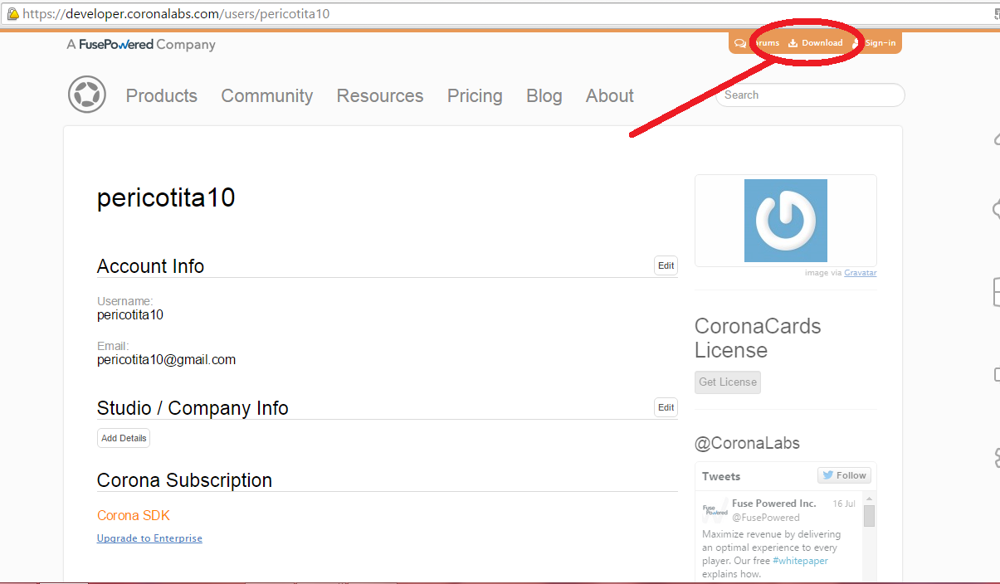 https://developer.coronalabs.com/users/pericotita10
A FusePowered Company
rums Download Sign-in
Products Community Resources Pricing Blog About
Search
pericotita10
Account Info
Edit
Username:
pericotita10
Email:
pericotita10@gmail.com
Studio / Company Info
Edit
Add Details
Corona Subscription
Corona SDK
Upgrade to Enterprise
image via Gravatar
CoronaCards
License
Get License
@CoronaLabs
Tweets
Follow
Fuse Powered
Fuse Powered Inc. 16 Jul
@FusePowered
Maximize revenue by delivering
an optimal experience to every
player. Our free #whitepaper
explains how.